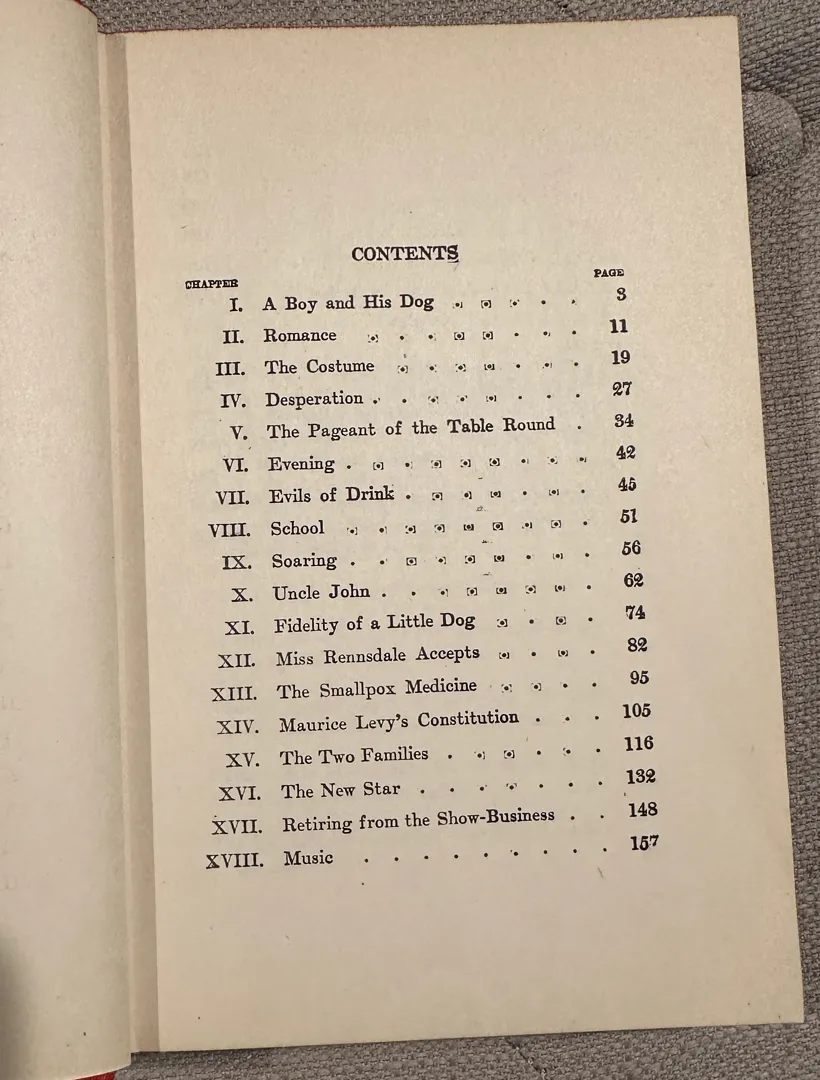 CONTENTS
CHAPTER PAGE
I. A Boy and His Dog . . . . . 3
II. Romance . . . . . . . . 11
III. The Costume . . . . . . . 19
IV. Desperation . . . . . . . . 27
V. The Pageant of the Table Round . 34
VI. Evening . . . . . . . . . 42
VII. Evils of Drink . . . . . . . 45
VIII. School . . . . . . . . . 51
IX. Soaring . . . . . . . . . 56
X. Uncle John . . . . . . . . 62
XI. Fidelity of a Little Dog . . . . 74
XII. Miss Rennsdale Accepts . . . . 82
XIII. The Smallpox Medicine . . . . 95
XIV. Maurice Levy's Constitution . . . 105
XV. The Two Families . . . . . . 116
XVI. The New Star . . . . . . . 132
XVII. Retiring from the Show-Business . . 148
XVIII. Music . . . . . . . . . 157